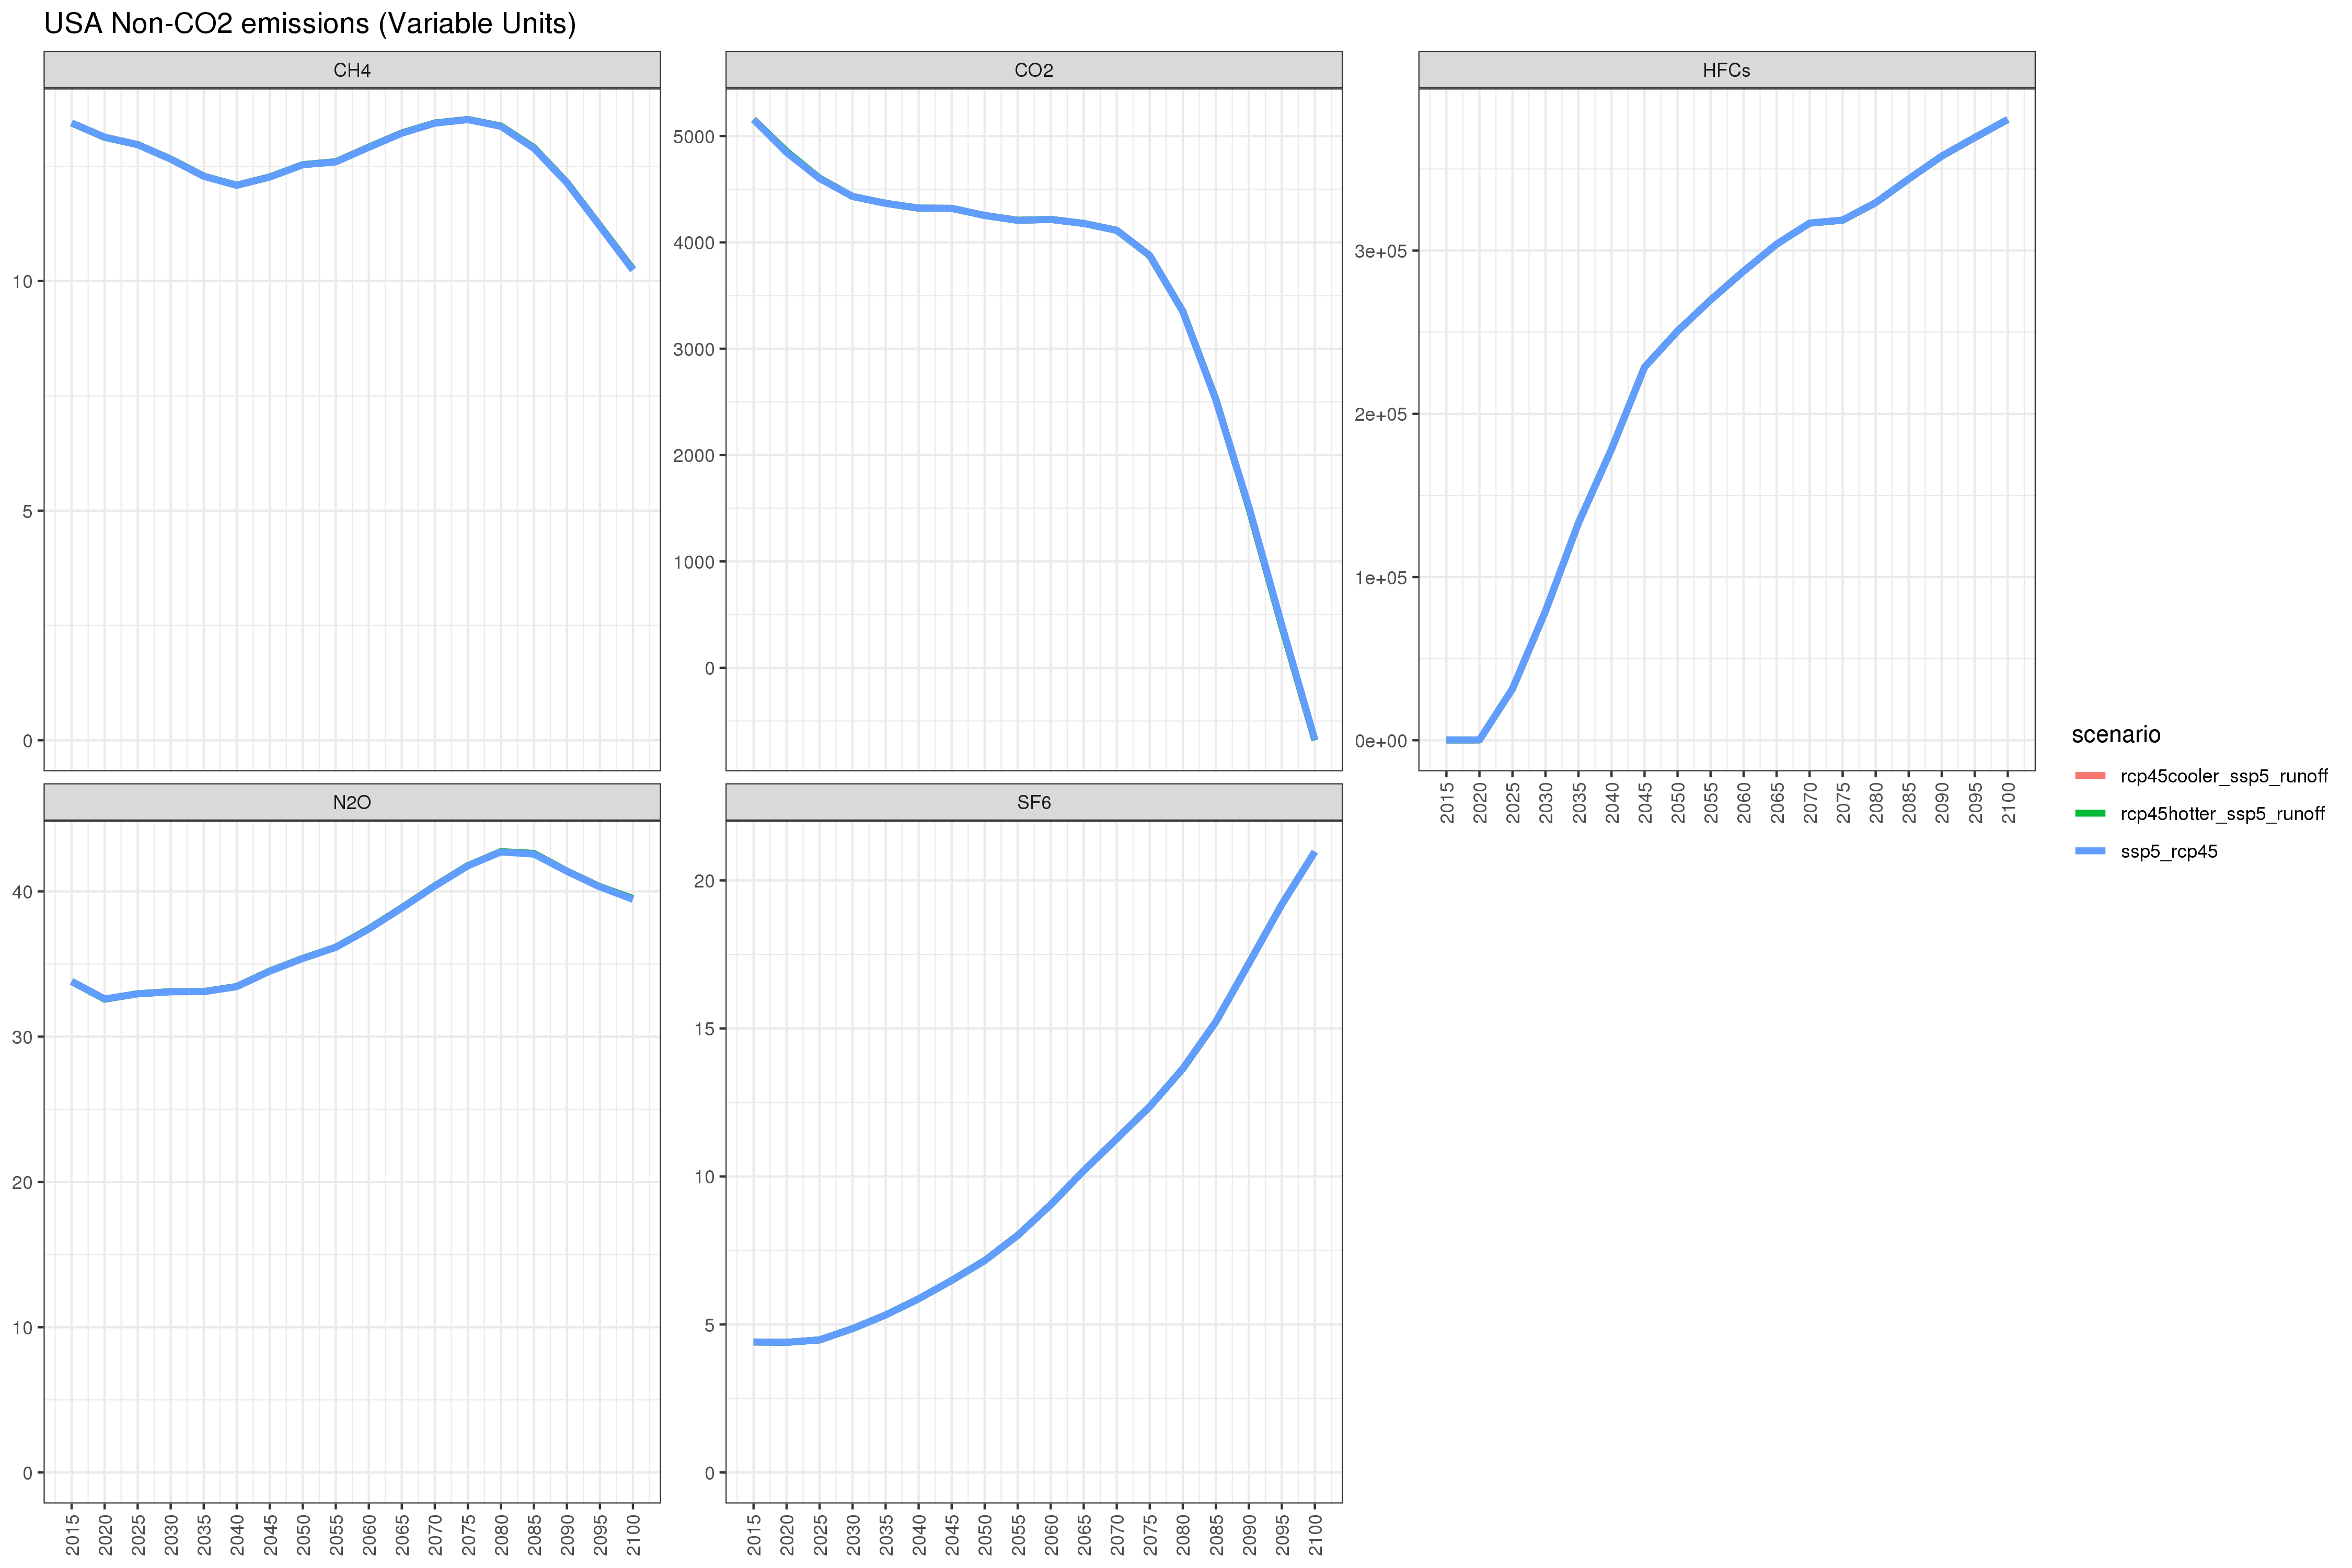 USA Non-CO2 emissions (Variable Units)
CH4
10
5
0
CO2
5000
4000
3000
2000
1000
0
HFCs
3e+05
2e+05
1e+05
0e+00
2015 2020 2025 2030 2035 2040 2045 2050 2055 2060 2065 2070 2075 2080 2085 2090 2095 2100
N2O
40
30
20
10
0
2015 2020 2025 2030 2035 2040 2045 2050 2055 2060 2065 2070 2075 2080 2085 2090 2095 2100
SF6
20
15
10
5
0
2015 2020 2025 2030 2035 2040 2045 2050 2055 2060 2065 2070 2075 2080 2085 2090 2095 2100
scenario
rcp45cooler_ssp5_runoff
rcp45hotter_ssp5_runoff
ssp5_rcp45